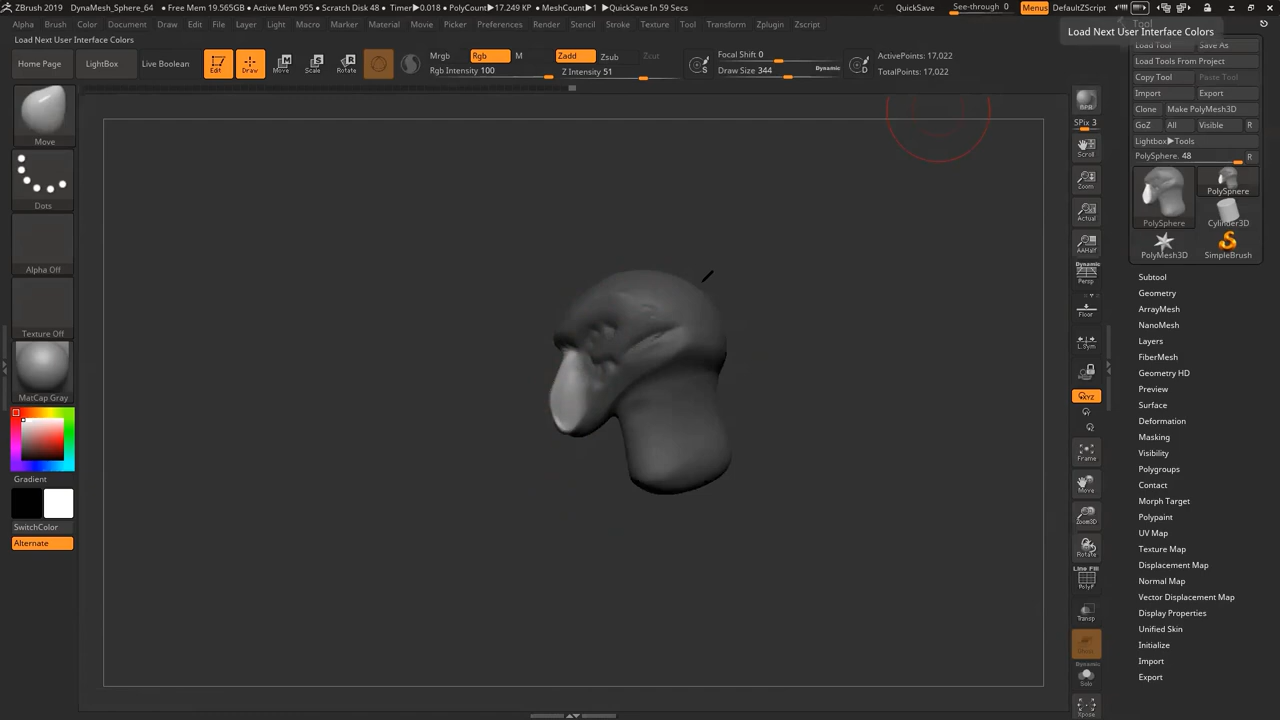 ZBrush 2019 DynaMesh_Sphere_64 ● Free Mem 19.565GB ● Active Mem 955 ● Scratch Disk 48 ● Timer▶0.018 ● PolyCount▶17.249 KP ● MeshCount▶1 ▶QuickSave In 59 Secs
AC QuickSave See-through 0 Menus DefaultZScript
Alpha Brush Color Document Draw Edit File Layer Light Macro Marker Material Movie Picker Preferences Render Stencil Stroke Texture Tool Transform Zplugin Zscript
Tool
Load Next User Interface Colors
Load Next User Interface Colors
Home Page
LightBox
Live Boolean
Edit
Draw
Move
Scale
Rotate
Mrgb Rgb M
Rgb Intensity 100
Zadd Zsub Zcut
Z Intensity 51
S
Focal Shift 0
Draw Size 344 Dynamic
D
ActivePoints: 17,022
TotalPoints: 17,022
Move
Dots
Alpha Off
Texture Off
MatCap Gray
Gradient
SwitchColor
Alternate
BPR
SPix 3
Scroll
Zoom
Actual
AAHalf
Dynamic
Persp
Floor
L.Sym
XYZ
Y
Z
Frame
Move
Zoom3D
Rotate
Line Fill
PolyF
Transp
Dynamic
Solo
Xpose
Load Tool Save As
Load Tools From Project
Copy Tool Paste Tool
Import Export
Clone Make PolyMesh3D
GoZ All Visible R
Lightbox▶Tools
PolySphere. 48 R
PolySphere
PolySphere
Cylinder3D
PolyMesh3D
SimpleBrush
Subtool
Geometry
ArrayMesh
NanoMesh
Layers
FiberMesh
Geometry HD
Preview
Surface
Deformation
Masking
Visibility
Polygroups
Contact
Morph Target
Polypaint
UV Map
Texture Map
Displacement Map
Normal Map
Vector Displacement Map
Display Properties
Unified Skin
Initialize
Import
Export